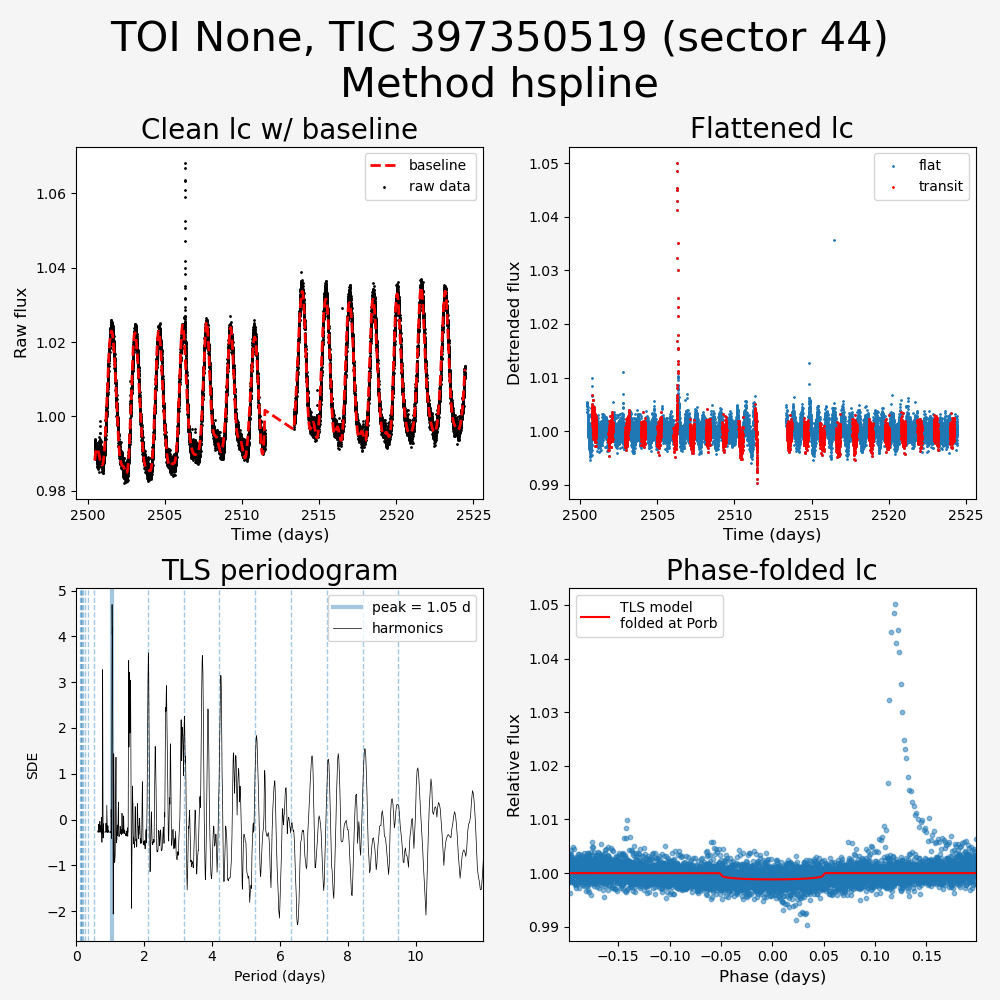 TOI None, TIC 397350519 (sector 44)
Method hspline
Clean lc w/ baseline
Raw flux
1.06
1.04
1.02
1.00
0.98
baseline
raw data
2500
2505
2510
2515
2520
2525
Time (days)
Flattened lc
Detrended flux
1.05
1.04
1.03
1.02
1.01
1.00
0.99
flat
transit
2500
2505
2510
2515
2520
2525
Time (days)
TLS periodogram
SDE
5
4
3
2
1
0
−1
−2
peak = 1.05 d
harmonics
0
2
4
6
8
10
Period (days)
Phase-folded lc
Relative flux
1.05
1.04
1.03
1.02
1.01
1.00
0.99
TLS model
folded at Porb
−0.15
−0.10
−0.05
0.00
0.05
0.10
0.15
Phase (days)